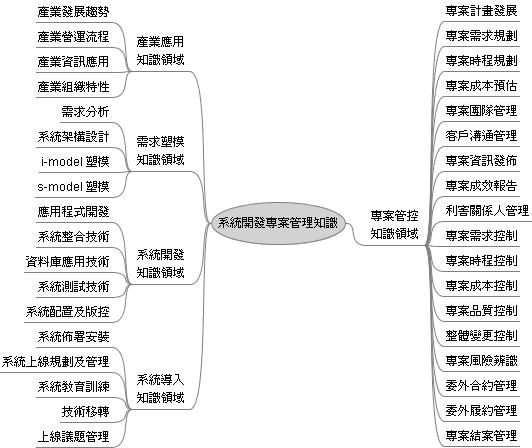 產業發展趨勢
產業營運流程
產業資訊應用
產業組織特性
產業應用
知識領域
需求分析
系統架構設計
i-model 塑模
s-model 塑模
需求塑模
知識領域
應用程式開發
系統整合技術
資料庫應用技術
系統測試技術
系統配置及版控
系統開發
知識領域
系統佈署安裝
系統上線規劃及管理
系統教育訓練
技術移轉
上線議題管理
系統導入
知識領域
系統開發專案管理知識
專案管控
知識領域
專案計畫發展
專案需求規劃
專案時程規劃
專案成本預估
專案團隊管理
客戶溝通管理
專案資訊發佈
專案成效報告
利害關係人管理
專案需求控制
專案時程控制
專案成本控制
專案品質控制
整體變更控制
專案風險辨識
委外合約管理
委外履約管理
專案結案管理